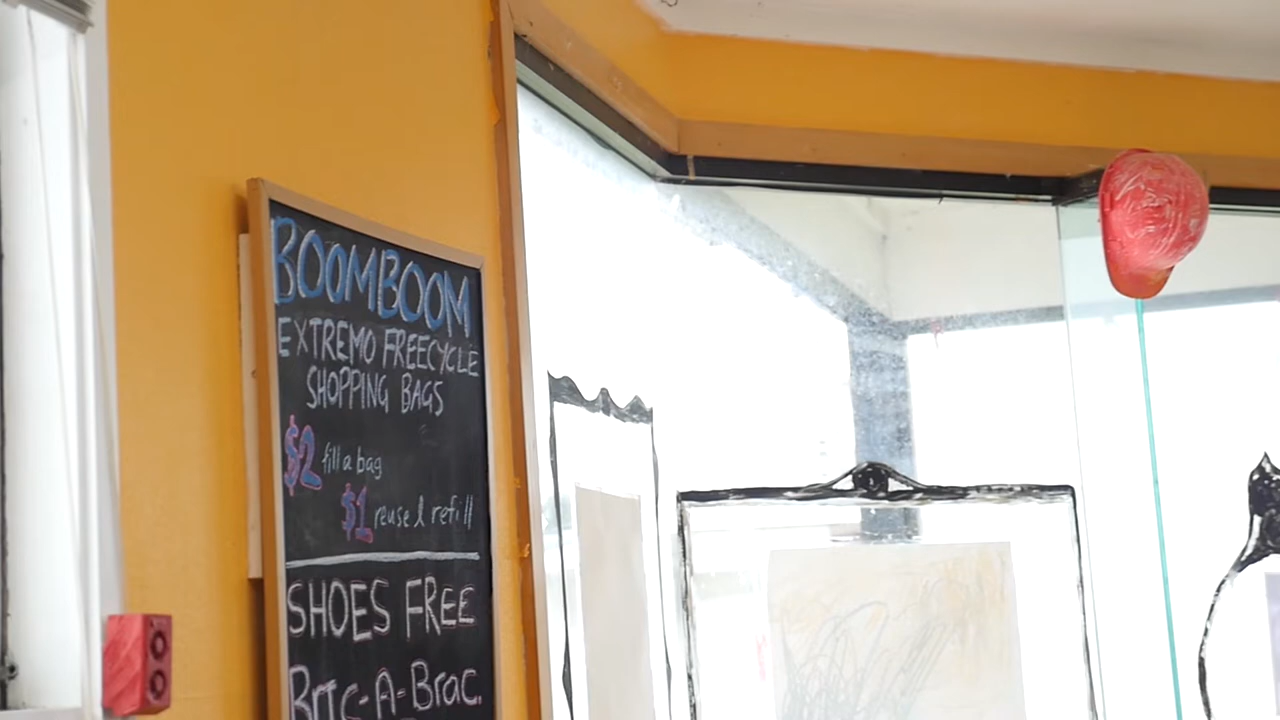 BOOMBOOM
EXTREMO FREECYCLE
SHOPPING BAGS
$2 fill a bag
$1 reuse & refill
SHOES FREE
Bric-A-Brac.